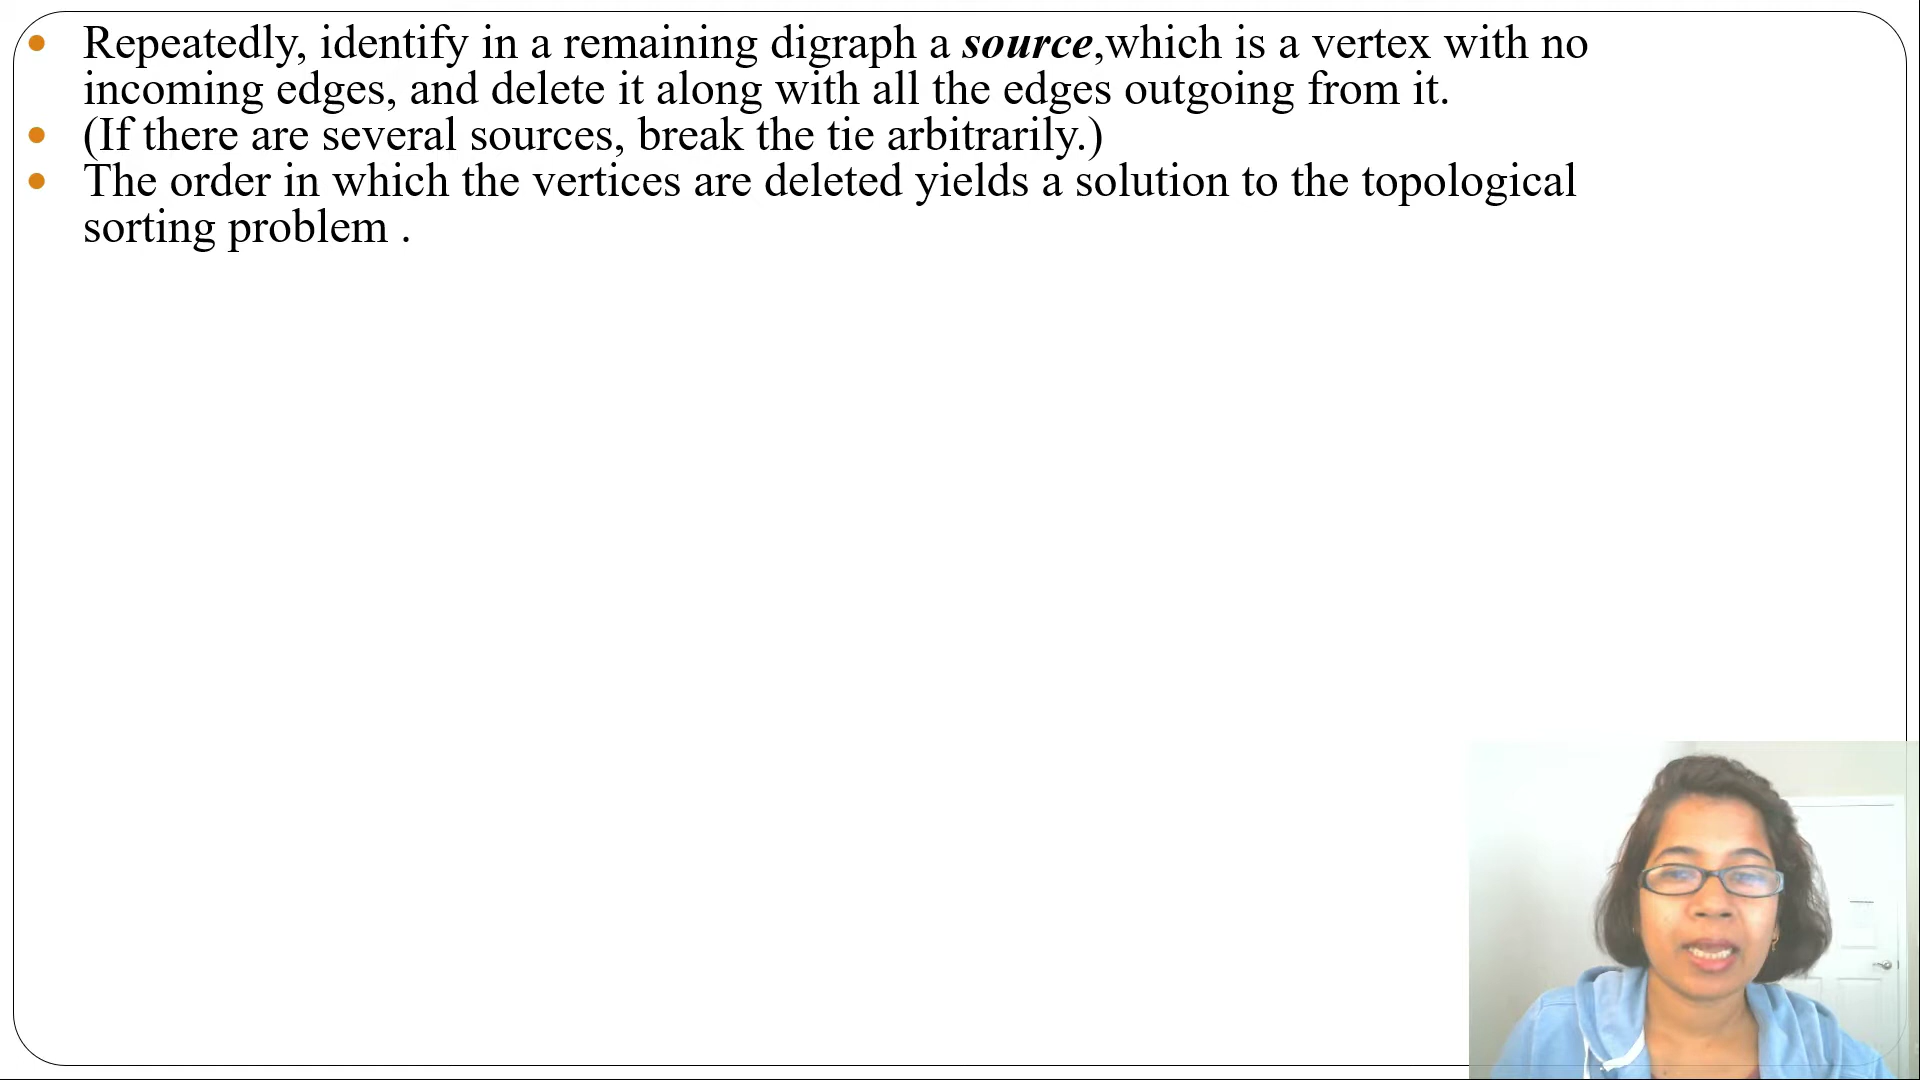 • Repeatedly, identify in a remaining digraph a source,which is a vertex with no
incoming edges, and delete it along with all the edges outgoing from it.
• (If there are several sources, break the tie arbitrarily.)
• The order in which the vertices are deleted yields a solution to the topological
sorting problem .